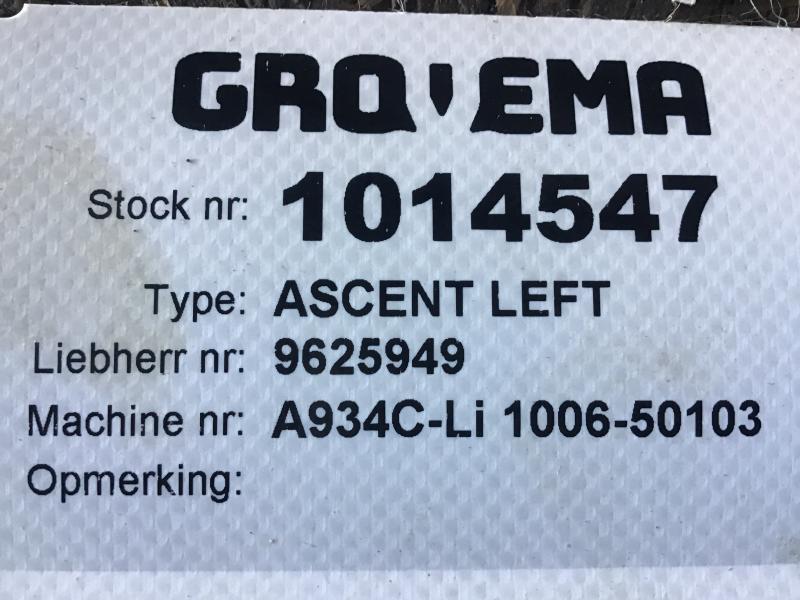 GRO'EMA
Stock nr: 1014547
Type: ASCENT LEFT
Liebherr nr: 9625949
Machine nr: A934C-Li 1006-50103
Opmerking: